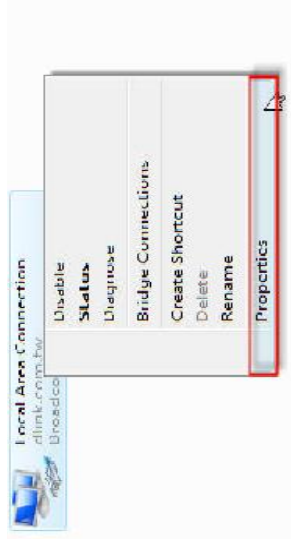 Local Area Connection
dlink.com.tw
Broadco
Disable
Status
Diagnose
Bridge Connections
Create Shortcut
Delete
Rename
Properties